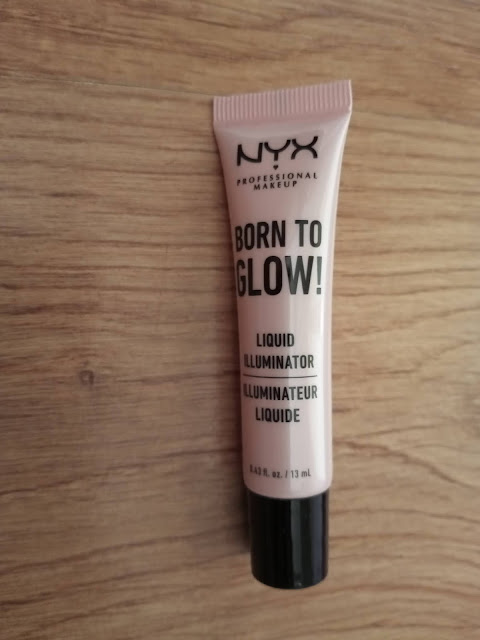 NYX
PROFESSIONAL
MAKEUP
BORN TO
GLOW!
LIQUID
ILLUMINATOR
ILLUMINATEUR
LIQUIDE
0.43 fl. oz. / 13 mL